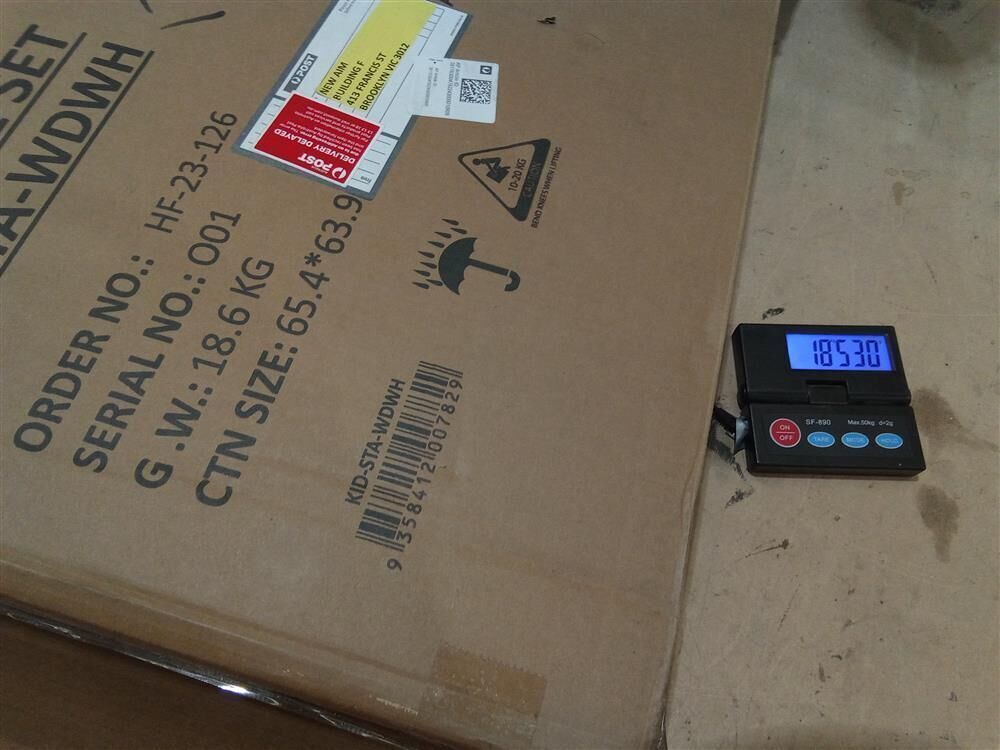 SET
TA-WDWH
ORDER NO.: HF-23-126
SERIAL NO.: 001
G .W.: 18.6 KG
CTN SIZE: 65.4*63.9
POST
NEW AIM
BUILDING F
413 FRANCIS ST
BROOKLYN VIC 3012
POST
DELIVERY DELAYED
10-20 KG
CAUTION
BEND KNEES WHEN LIFTING
KID-STA-WDWH
9 358412 007829
18530
ON
OFF
SF-890
Max.50kg d=2g
TARE
MODE
HOLD